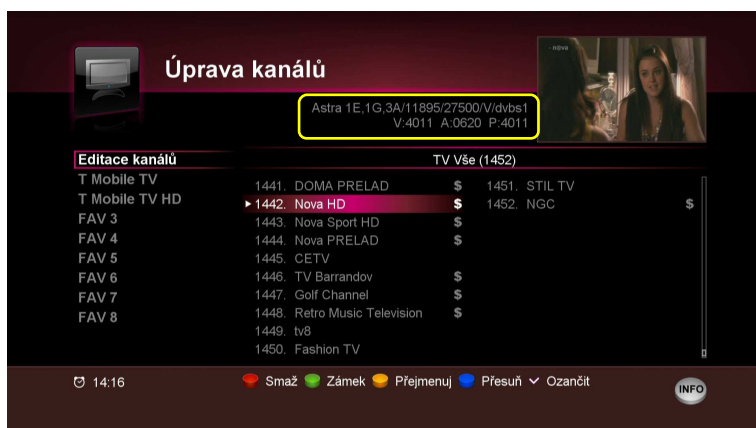 nova
Úprava kanálů
Astra 1E,1G,3A/11895/27500/V/dvbs1
V:4011 A:0620 P:4011
Editace kanálů
TV Vše (1452)
T Mobile TV
T Mobile TV HD
FAV 3
FAV 4
FAV 5
FAV 6
FAV 7
FAV 8
1441. DOMA PRELAD $
1442. Nova HD $
1443. Nova Sport HD $
1444. Nova PRELAD $
1445. CETV
1446. TV Barrandov $
1447. Golf Channel $
1448. Retro Music Television $
1449. tv8
1450. Fashion TV
1451. STIL TV
1452. NGC $
14:16
Smaž Zámek Přejmenuj Přesuň Ozančit
INFO